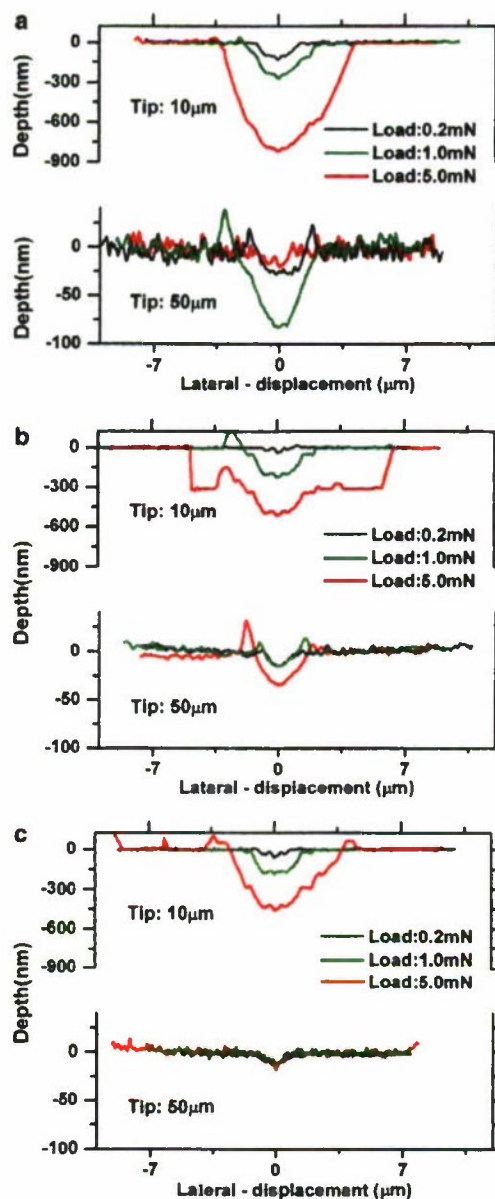 a
0
-300
-600
-900
Depth(nm)
Tip: 10μm
Load:0.2mN
Load:1.0mN
Load:5.0mN
0
-50
-100
Depth(nm)
Tip: 50μm
-7 0 7
Lateral - displacement (μm)
b
0
-300
-600
-900
Tip: 10μm
Load:0.2mN
Load:1.0mN
Load:5.0mN
Depth(nm)
0
-50
-100
Tip: 50μm
-7 0 7
Lateral - displacement (μm)
c
0
-300
-600
-900
Tip: 10μm
Load:0.2mN
Load:1.0mN
Load:5.0mN
Depth(nm)
0
-50
-100
Tip: 50μm
-7 0 7
Lateral - displacement (μm)